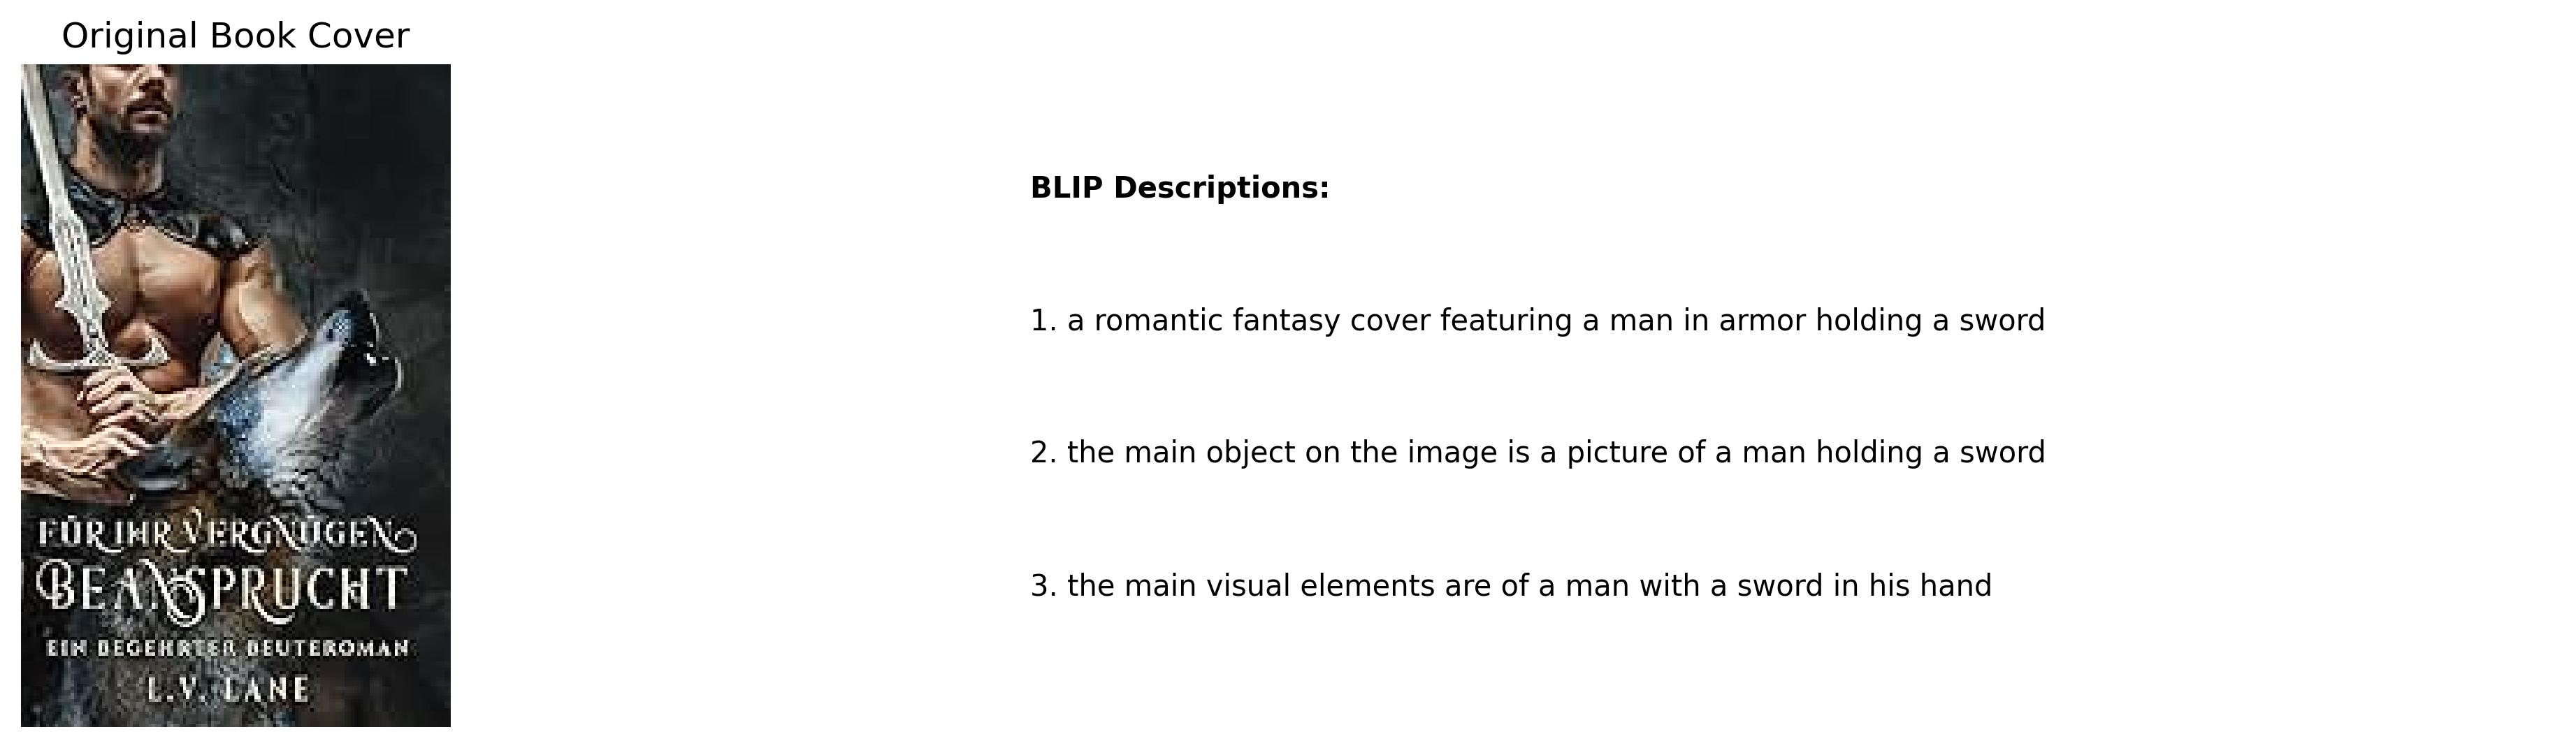 Original Book Cover
FÜR IHR VERGNÜGEN
BEANSPRUCHT
EIN BEGEHRTER BEUTEROMAN
L.V. LANE
BLIP Descriptions:
1. a romantic fantasy cover featuring a man in armor holding a sword
2. the main object on the image is a picture of a man holding a sword
3. the main visual elements are of a man with a sword in his hand